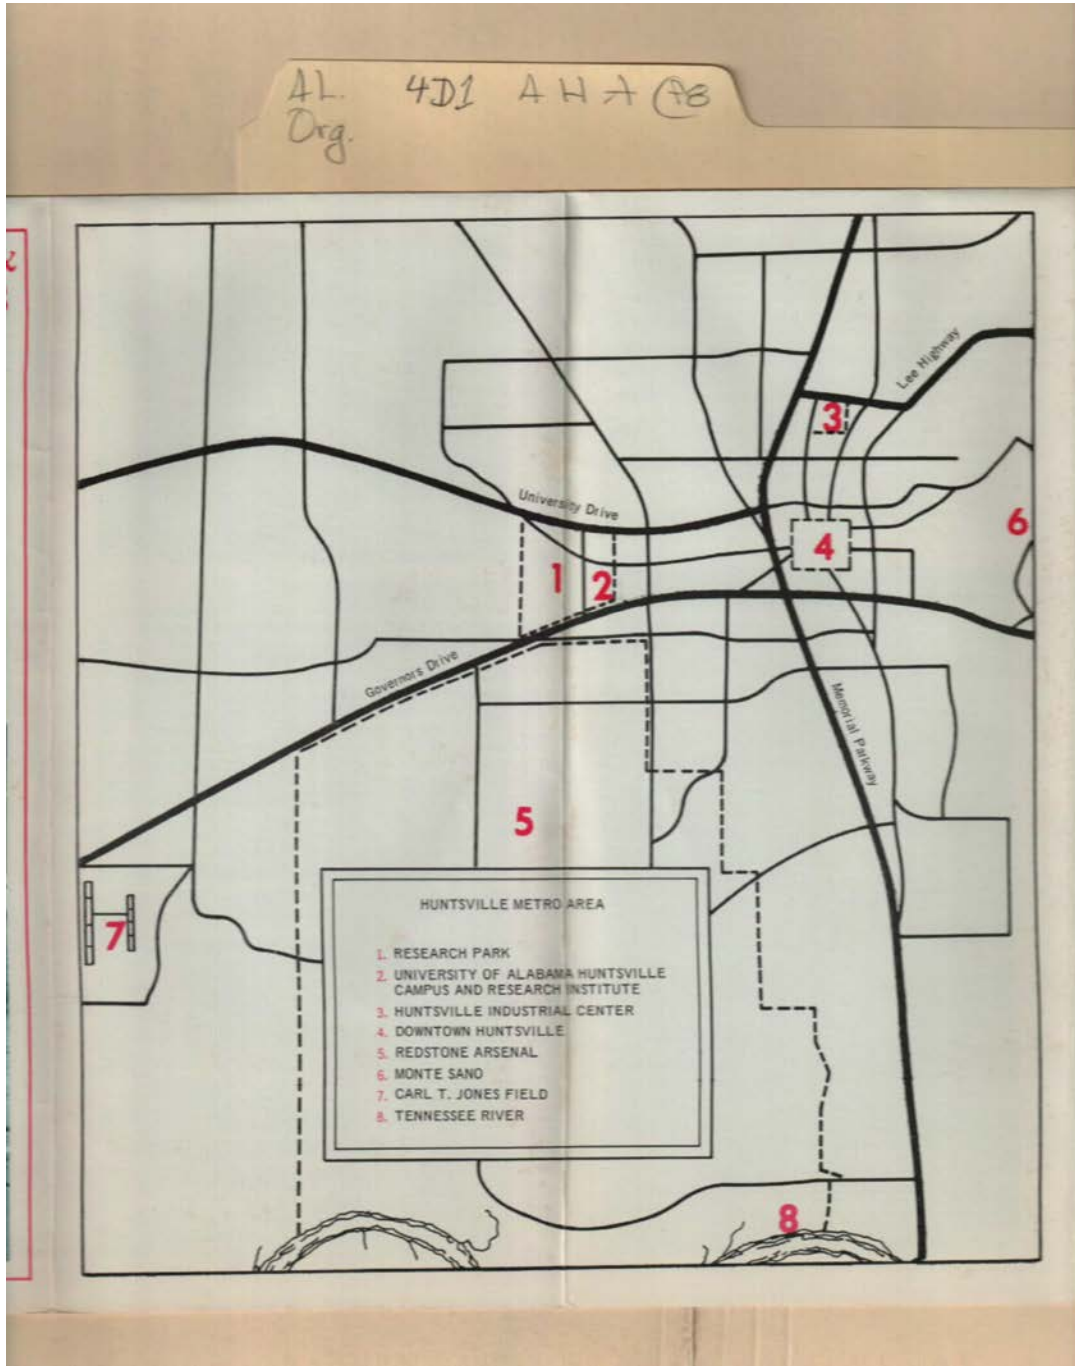 AL. 4D1 A H A
Org.
Lee Highway
3
University Drive
6
4
1
2
Governors Drive
Memorial Parkway
5
HUNTSVILLE METRO AREA
1. RESEARCH PARK
2. UNIVERSITY OF ALABAMA HUNTSVILLE
CAMPUS AND RESEARCH INSTITUTE
3. HUNTSVILLE INDUSTRIAL CENTER
4. DOWNTOWN HUNTSVILLE
5. REDSTONE ARSENAL
6. MONTE SANO
7. CARL T. JONES FIELD
8. TENNESSEE RIVER
7
8